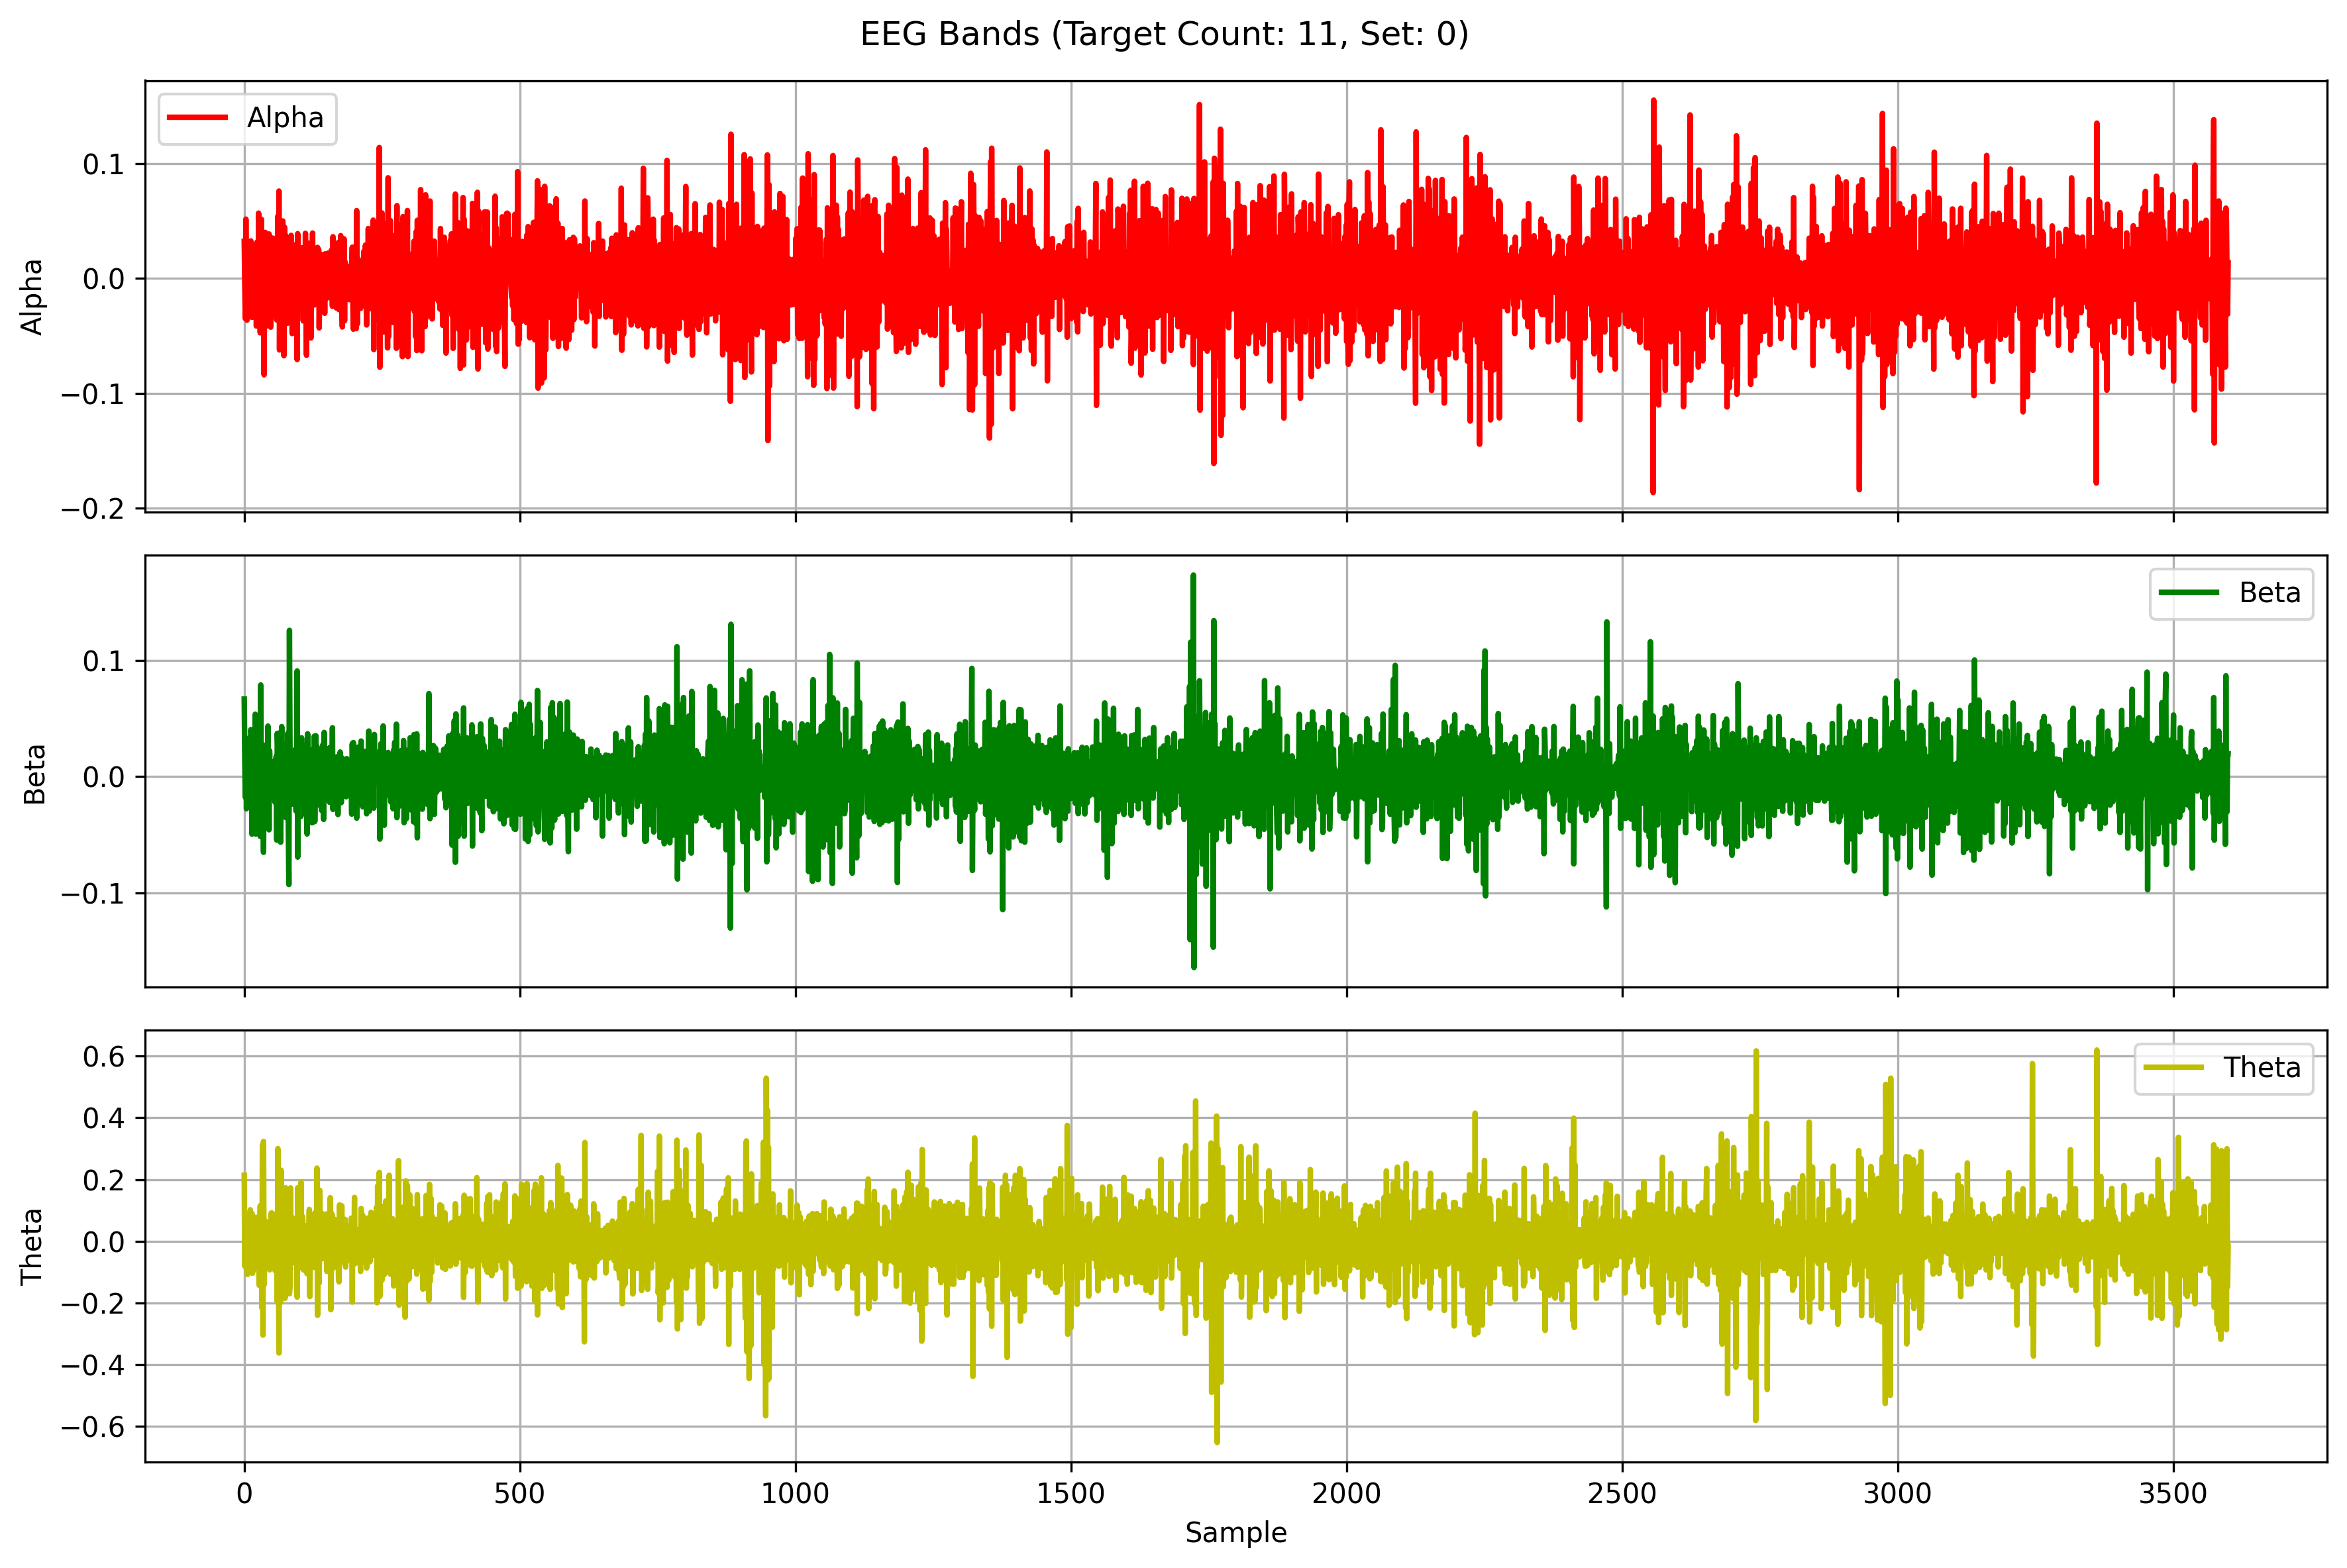 EEG Bands (Target Count: 11, Set: 0)
Alpha
0.1
0.0
−0.1
−0.2
Alpha
Beta
0.1
0.0
−0.1
Beta
Theta
0.6
0.4
0.2
0.0
−0.2
−0.4
−0.6
Theta
0 500 1000 1500 2000 2500 3000 3500
Sample